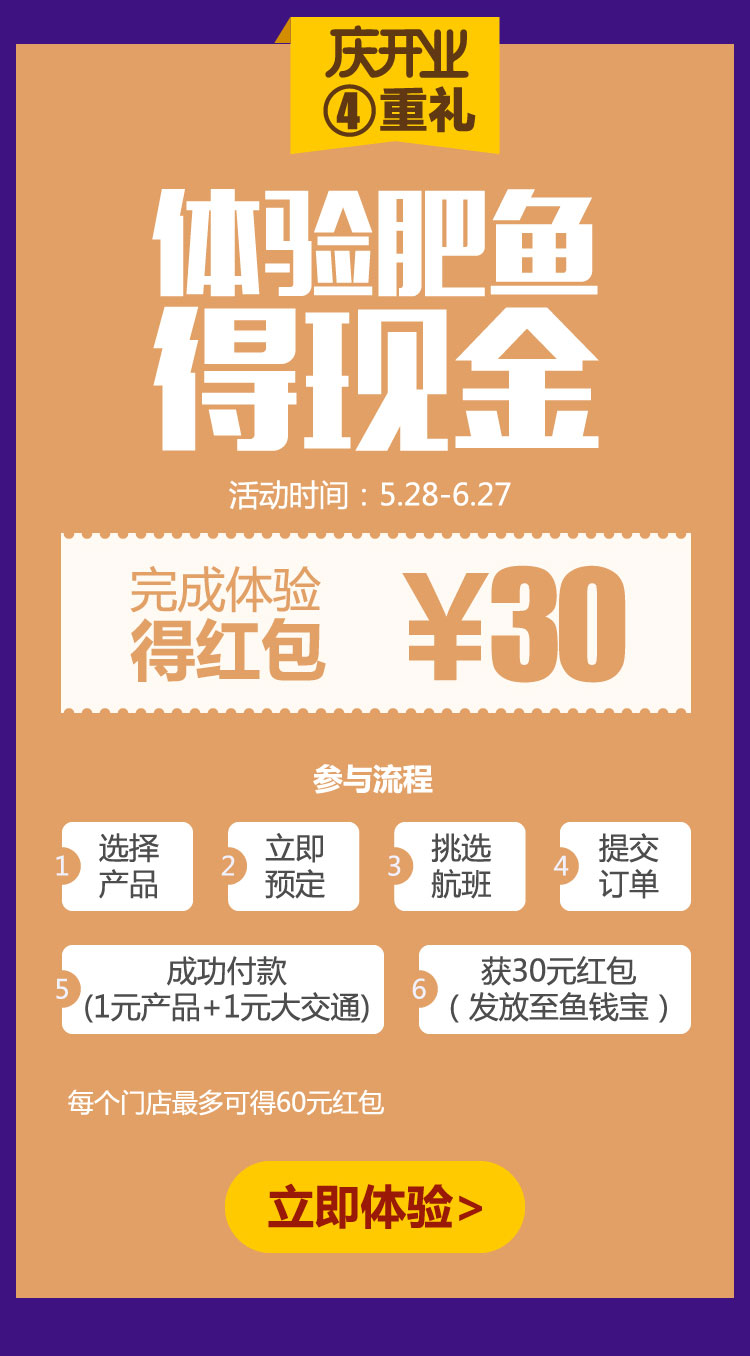 庆开业
④重礼
体验肥鱼
得现金
活动时间：5.28-6.27
完成体验
得红包
¥30
参与流程
1 选择
产品
2 立即
预定
3 挑选
航班
4 提交
订单
5 成功付款
(1元产品+1元大交通)
6 获30元红包
（发放至鱼钱宝）
每个门店最多可得60元红包
立即体验>